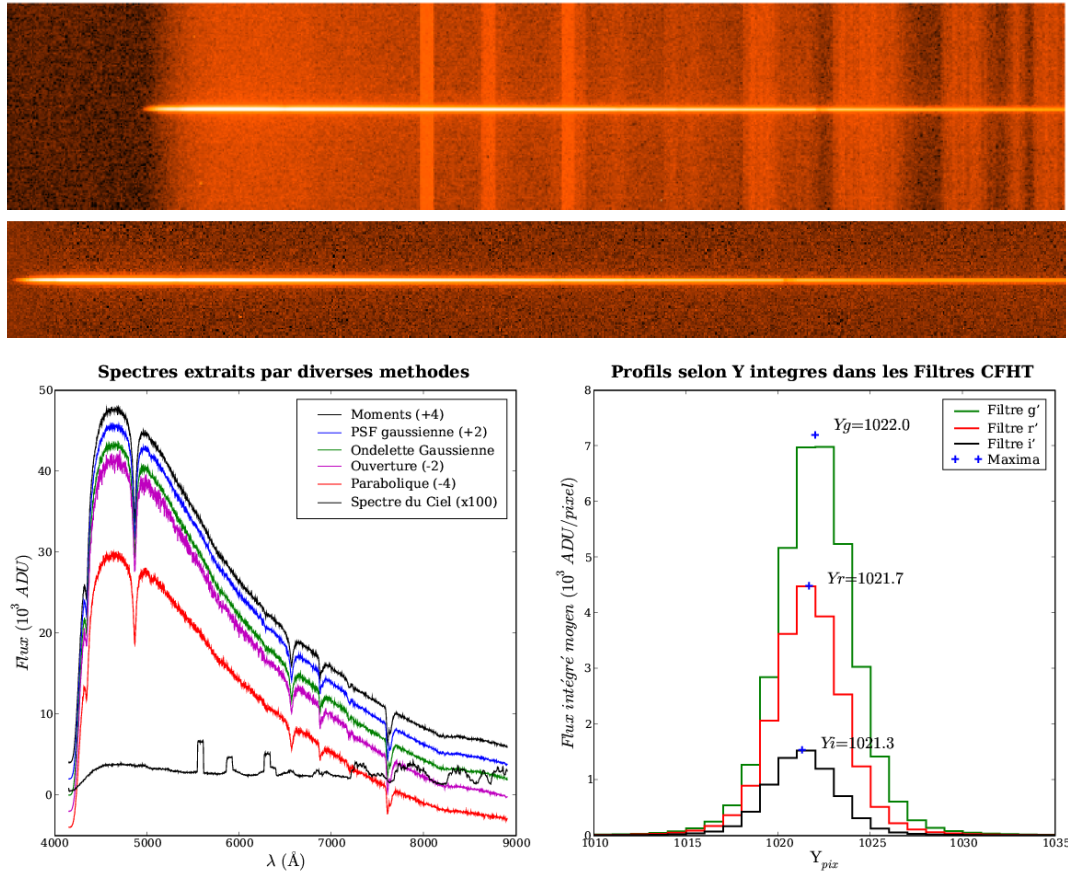 Spectres extraits par diverses methodes
50
40
30
20
10
0
Flux (10³ ADU)
4000 5000 6000 7000 8000 9000
λ (Å)
Moments (+4)
PSF gaussienne (+2)
Ondelette Gaussienne
Ouverture (-2)
Parabolique (-4)
Spectre du Ciel (x100)
Profils selon Y integres dans les Filtres CFHT
8
7
6
5
4
3
2
1
0
Flux intégré moyen (10³ ADU/pixel)
1010 1015 1020 1025 1030 1035
Y_pix
Filtre g'
Filtre r'
Filtre i'
Maxima
Yg=1022.0
Yr=1021.7
Yi=1021.3